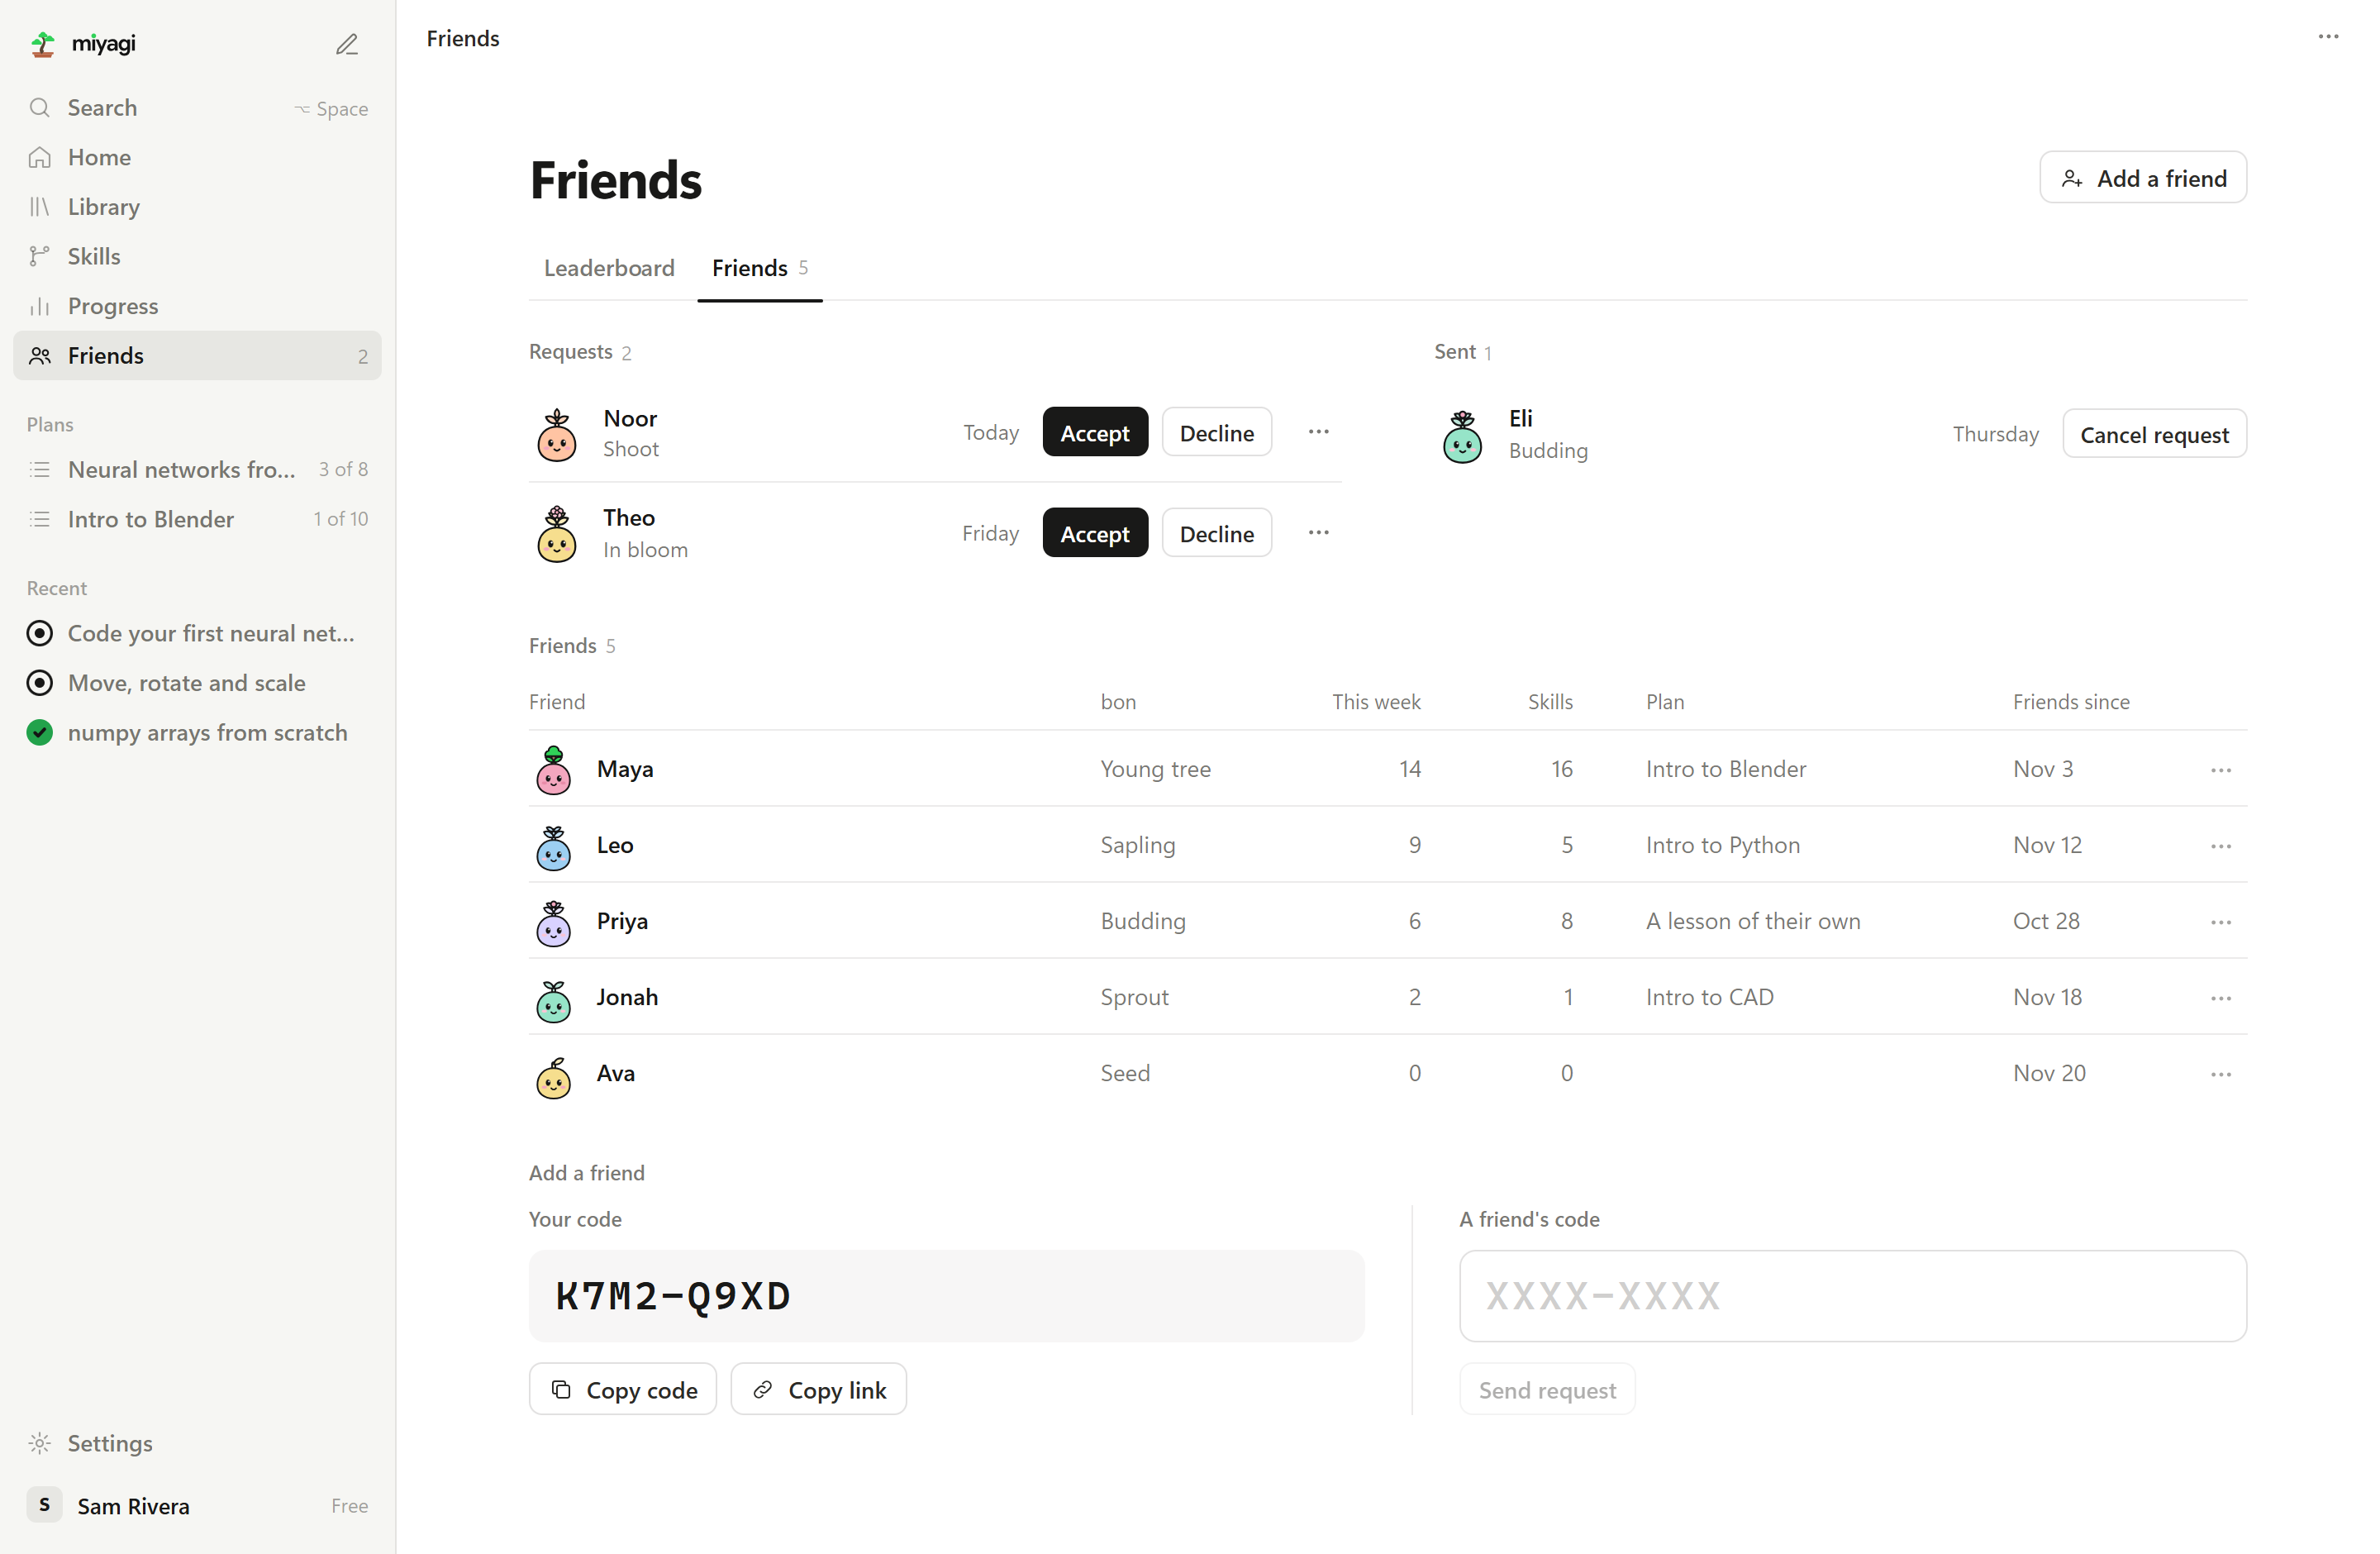 miyagi
Search ⌥ Space
Home
Library
Skills
Progress
Friends 2
Plans
Neural networks fro... 3 of 8
Intro to Blender 1 of 10
Recent
Code your first neural net...
Move, rotate and scale
numpy arrays from scratch
Settings
S Sam Rivera Free
Friends
Friends
Add a friend
Leaderboard Friends 5
Requests 2
Noor
Shoot
Today Accept Decline
Theo
In bloom
Friday Accept Decline
Sent 1
Eli
Budding
Thursday Cancel request
Friends 5
Friend bon This week Skills Plan Friends since
Maya Young tree 14 16 Intro to Blender Nov 3
Leo Sapling 9 5 Intro to Python Nov 12
Priya Budding 6 8 A lesson of their own Oct 28
Jonah Sprout 2 1 Intro to CAD Nov 18
Ava Seed 0 0 Nov 20
Add a friend
Your code
K7M2-Q9XD
Copy code Copy link
A friend's code
XXXX-XXXX
Send request